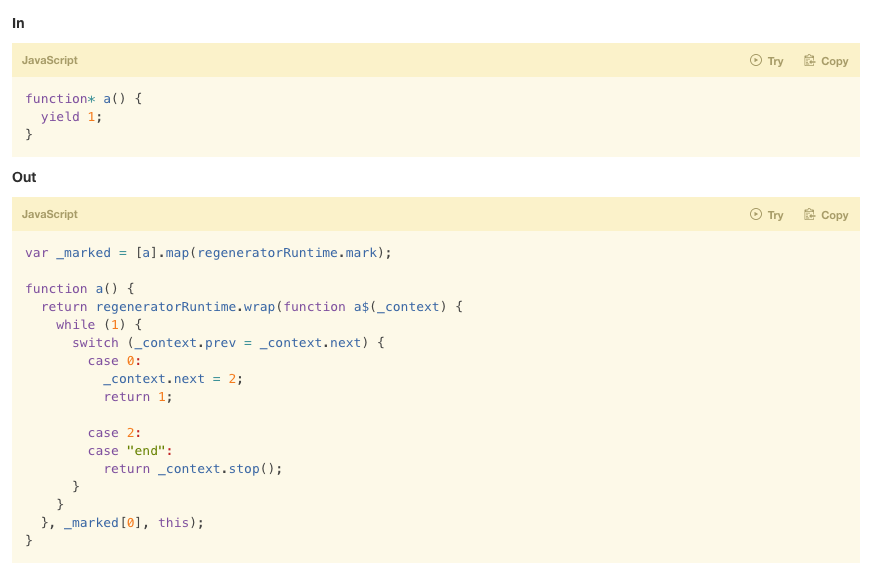 In
JavaScript Try Copy
function* a() {
  yield 1;
}
Out
JavaScript Try Copy
var _marked = [a].map(regeneratorRuntime.mark);

function a() {
  return regeneratorRuntime.wrap(function a$(_context) {
    while (1) {
      switch (_context.prev = _context.next) {
        case 0:
          _context.next = 2;
          return 1;

        case 2:
        case "end":
          return _context.stop();
      }
    }
  }, _marked[0], this);
}